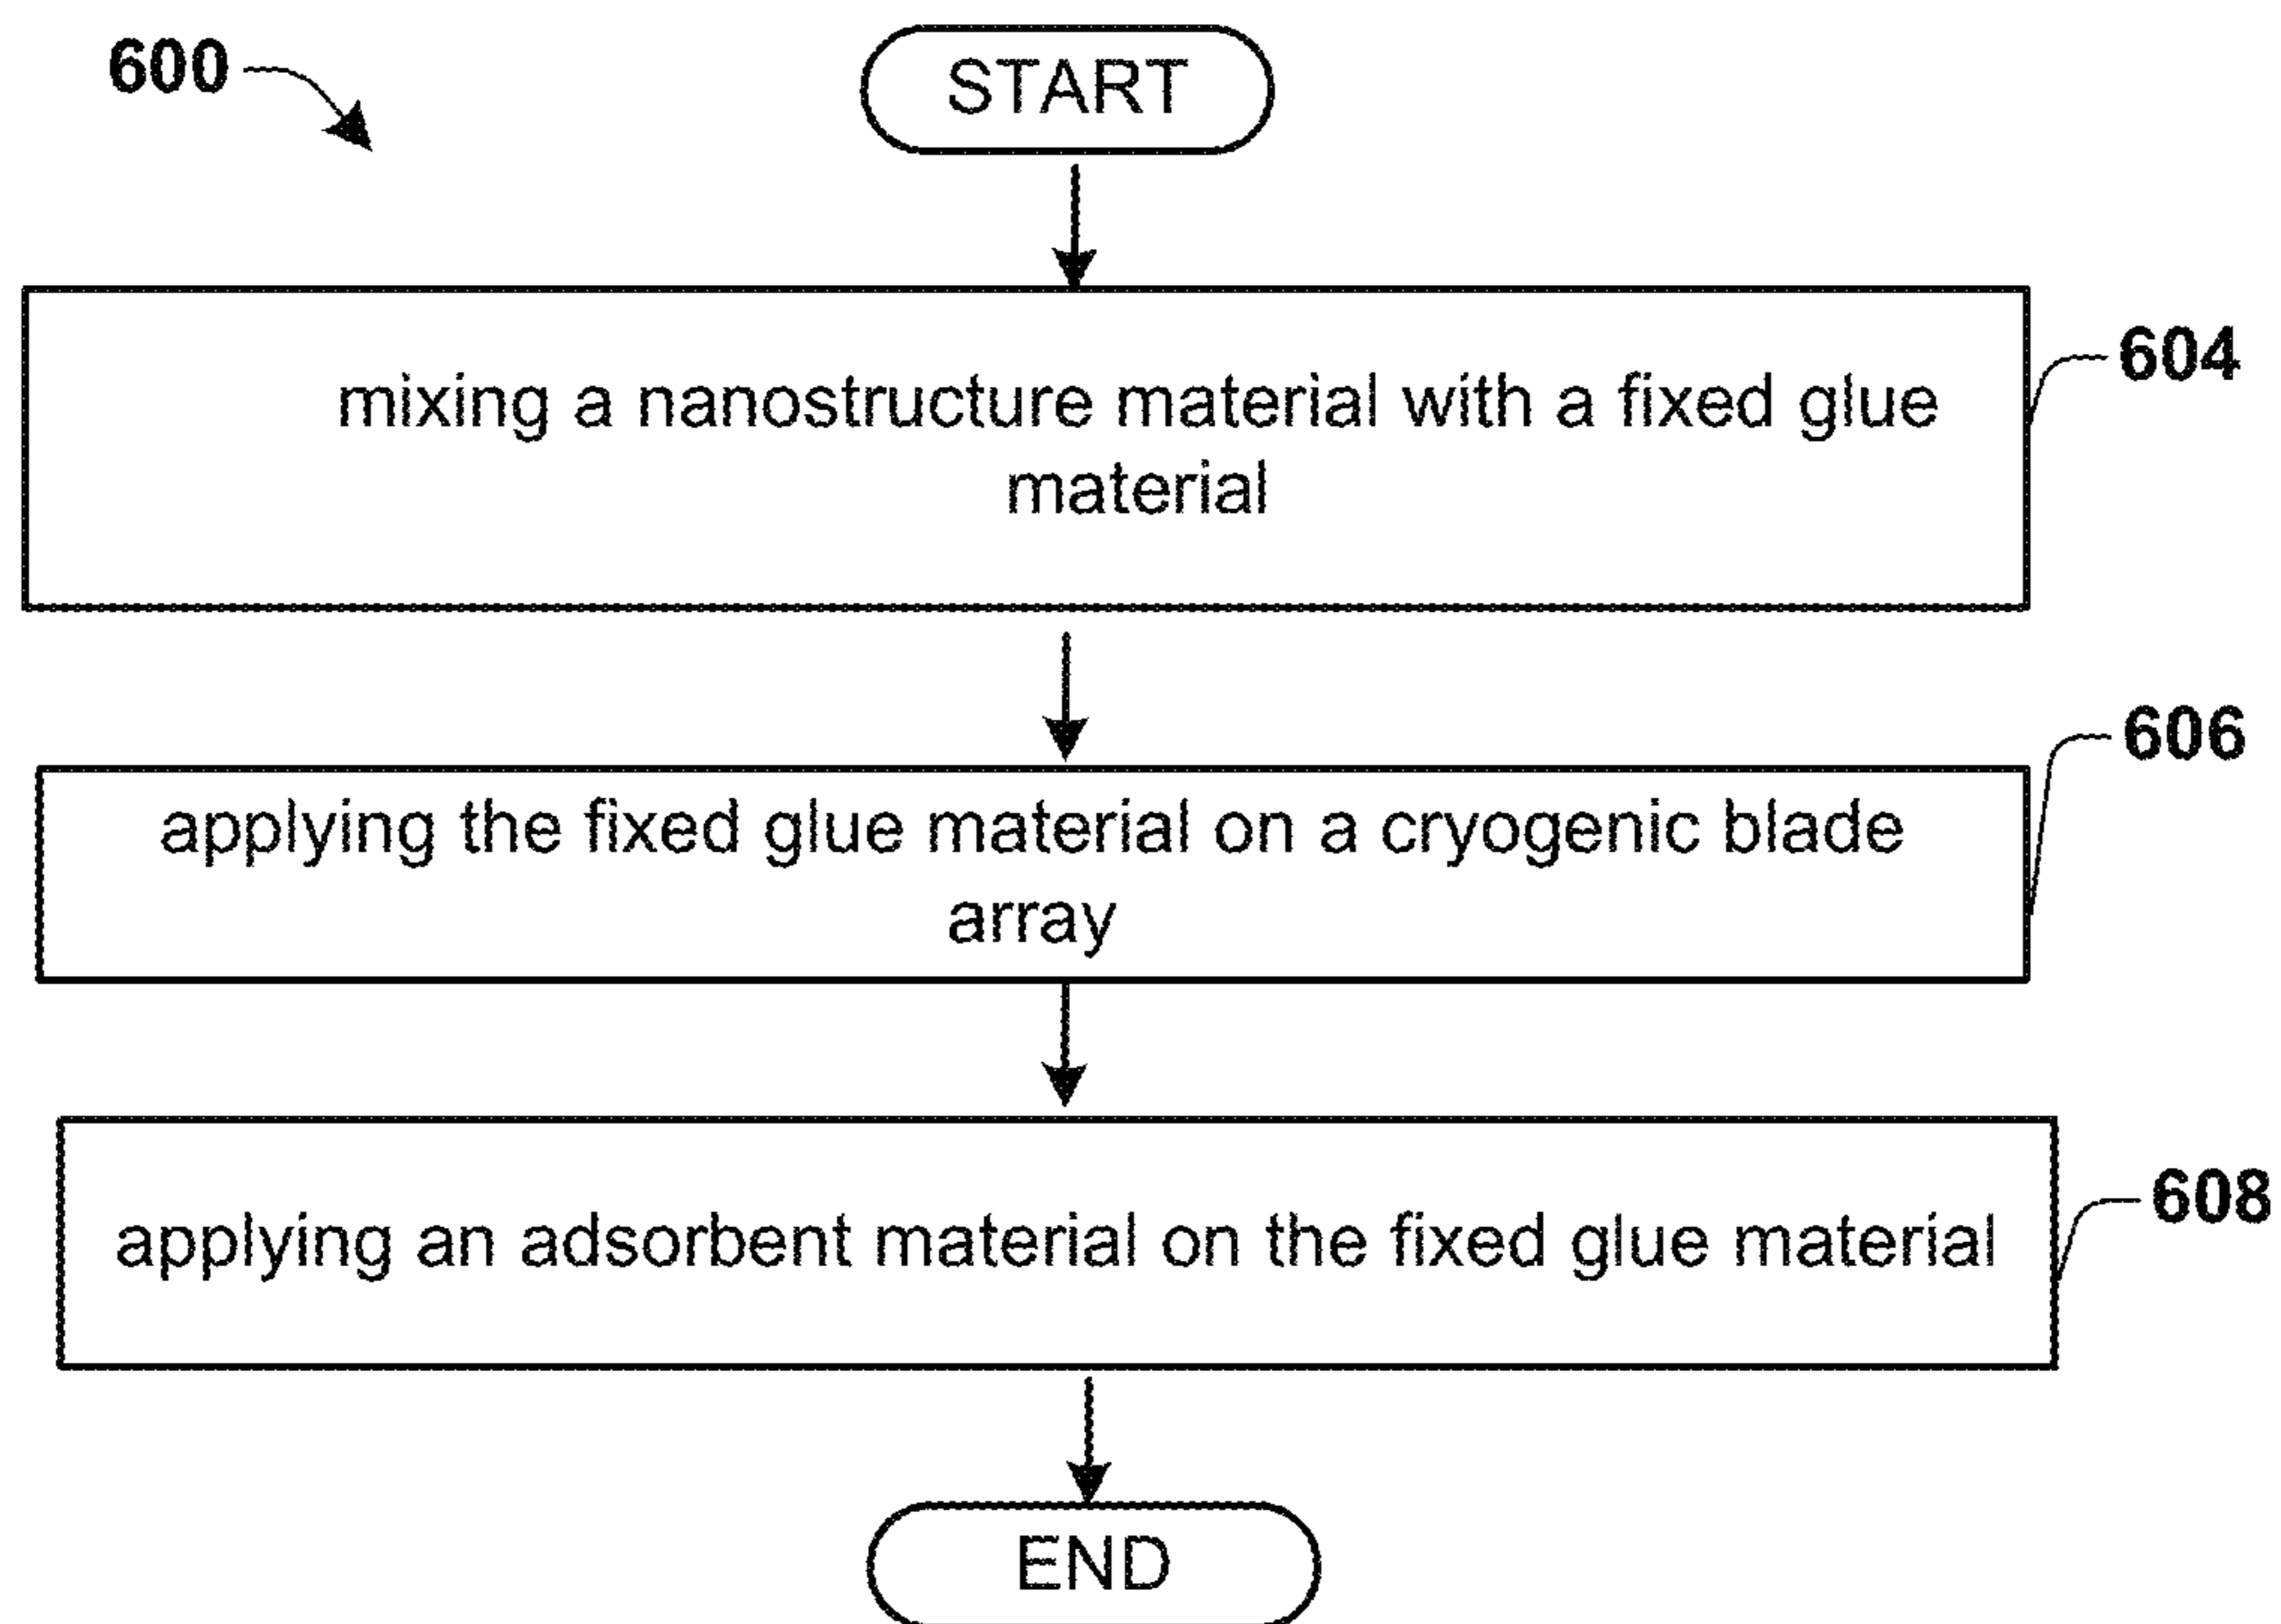 600
START
mixing a nanostructure material with a fixed glue
material
604
applying the fixed glue material on a cryogenic blade
array
606
applying an adsorbent material on the fixed glue material
608
END